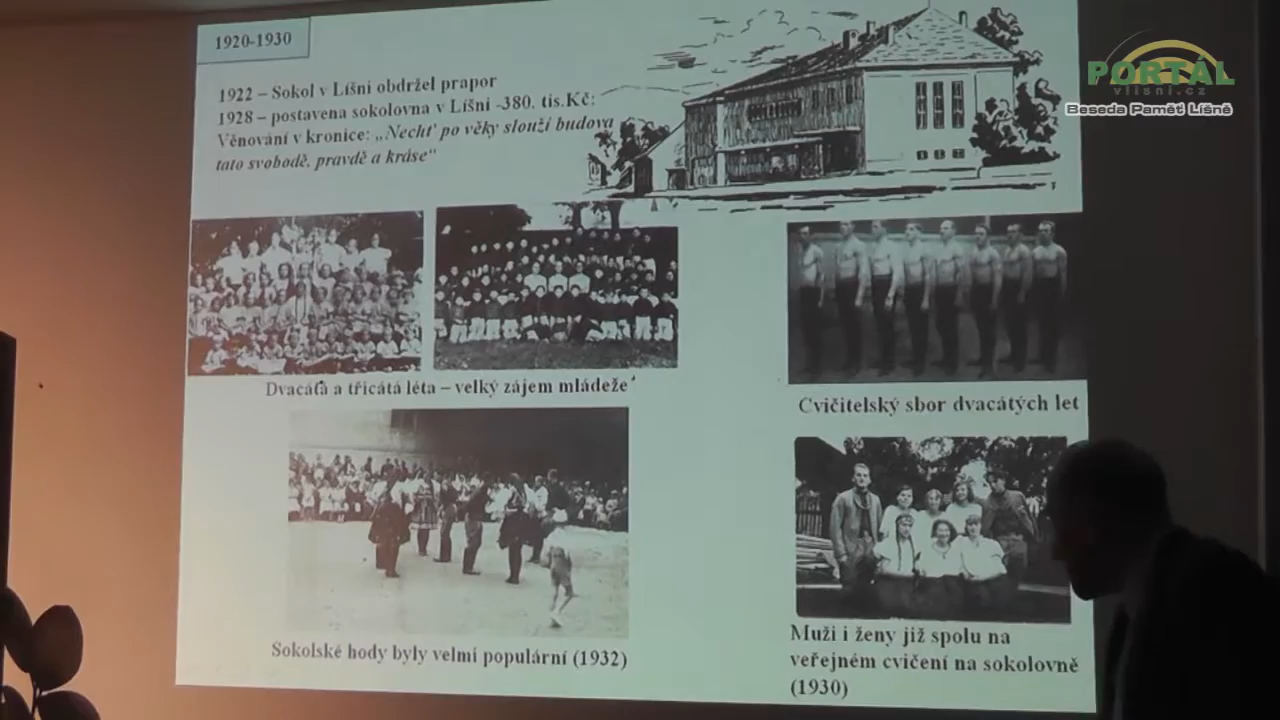 1920-1930
PORTÁL
vlisni.cz
Beseda Paměť Líšně
1922 – Sokol v Líšni obdržel prapor
1928 – postavena sokolovna v Líšni -380. tis.Kč:
Věnování v kronice: „Nechť po věky slouží budova
tato svobodě, pravdě a kráse“
Dvacátá a třicátá léta – velký zájem mládeže
Cvičitelský sbor dvacátých let
Sokolské hody byly velmi populární (1932)
Muži i ženy již spolu na
veřejném cvičení na sokolovně
(1930)